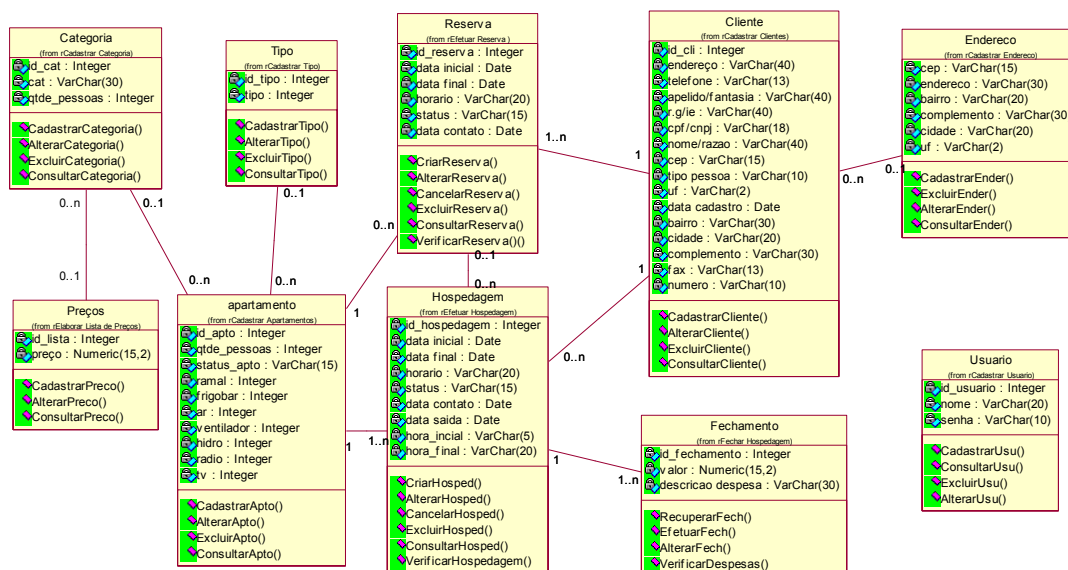 Categoria
(from rCadastrar Categoria)
id_cat : Integer
cat : VarChar(30)
qtde_pessoas : Integer
CadastrarCategoria()
AlterarCategoria()
ExcluirCategoria()
ConsultarCategoria()
0..n
0..1
0..1
0..n
Tipo
(from rCadastrar Tipo)
id_tipo : Integer
tipo : Integer
CadastrarTipo()
AlterarTipo()
ExcluirTipo()
ConsultarTipo()
0..1
0..n
Reserva
(from rEfetuar Reserva )
id_reserva : Integer
data inicial : Date
data final : Date
horario : VarChar(20)
status : VarChar(15)
data contato : Date
CriarReserva()
AlterarReserva()
CancelarReserva()
ExcluirReserva()
ConsultarReserva()
VerificarReserva()()
1..n
1
0..n
1
0..1
0..n
Cliente
(from rCadastrar Clientes)
id_cli : Integer
endereço : VarChar(40)
telefone : VarChar(13)
apelido/fantasia : VarChar(40)
r.g/ie : VarChar(40)
cpf/cnpj : VarChar(18)
nome/razao : VarChar(40)
cep : VarChar(15)
tipo pessoa : VarChar(10)
uf : VarChar(2)
data cadastro : Date
bairro : VarChar(30)
cidade : VarChar(20)
complemento : VarChar(30)
fax : VarChar(13)
numero : VarChar(10)
CadastrarCliente()
AlterarCliente()
ExcluirCliente()
ConsultarCliente()
0..n
0..1
1
0..n
Endereco
(from rCadastrar Endereco)
cep : VarChar(15)
endereco : VarChar(30)
bairro : VarChar(20)
complemento : VarChar(30)
cidade : VarChar(20)
uf : VarChar(2)
CadastrarEnder()
ExcluirEnder()
AlterarEnder()
ConsultarEnder()
Preços
(from rElaborar Lista de Preços)
id_lista : Integer
preço : Numeric(15,2)
CadastrarPreco()
AlterarPreco()
ConsultarPreco()
apartamento
(from rCadastrar Apartamentos)
id_apto : Integer
qtde_pessoas : Integer
status_apto : VarChar(15)
ramal : Integer
frigobar : Integer
ar : Integer
ventilador : Integer
hidro : Integer
radio : Integer
tv : Integer
CadastrarApto()
AlterarApto()
ExcluirApto()
ConsultarApto()
1
1..n
Hospedagem
(from rEfetuar Hospedagem)
id_hospedagem : Integer
data inicial : Date
data final : Date
horario : VarChar(20)
status : VarChar(15)
data contato : Date
data saida : Date
hora_incial : VarChar(5)
hora_final : VarChar(20)
CriarHosped()
AlterarHosped()
CancelarHosped()
ExcluirHosped()
ConsultarHosped()
VerificarHospedagem()
1
1..n
Fechamento
(from rFechar Hospedagem)
id_fechamento : Integer
valor : Numeric(15,2)
descricao despesa : VarChar(30)
RecuperarFech()
EfetuarFech()
AlterarFech()
VerificarDespesas()
Usuario
(from rCadastrar Usuario)
id_usuario : Integer
nome : VarChar(20)
senha : VarChar(10)
CadastrarUsu()
ConsultarUsu()
ExcluirUsu()
AlterarUsu()